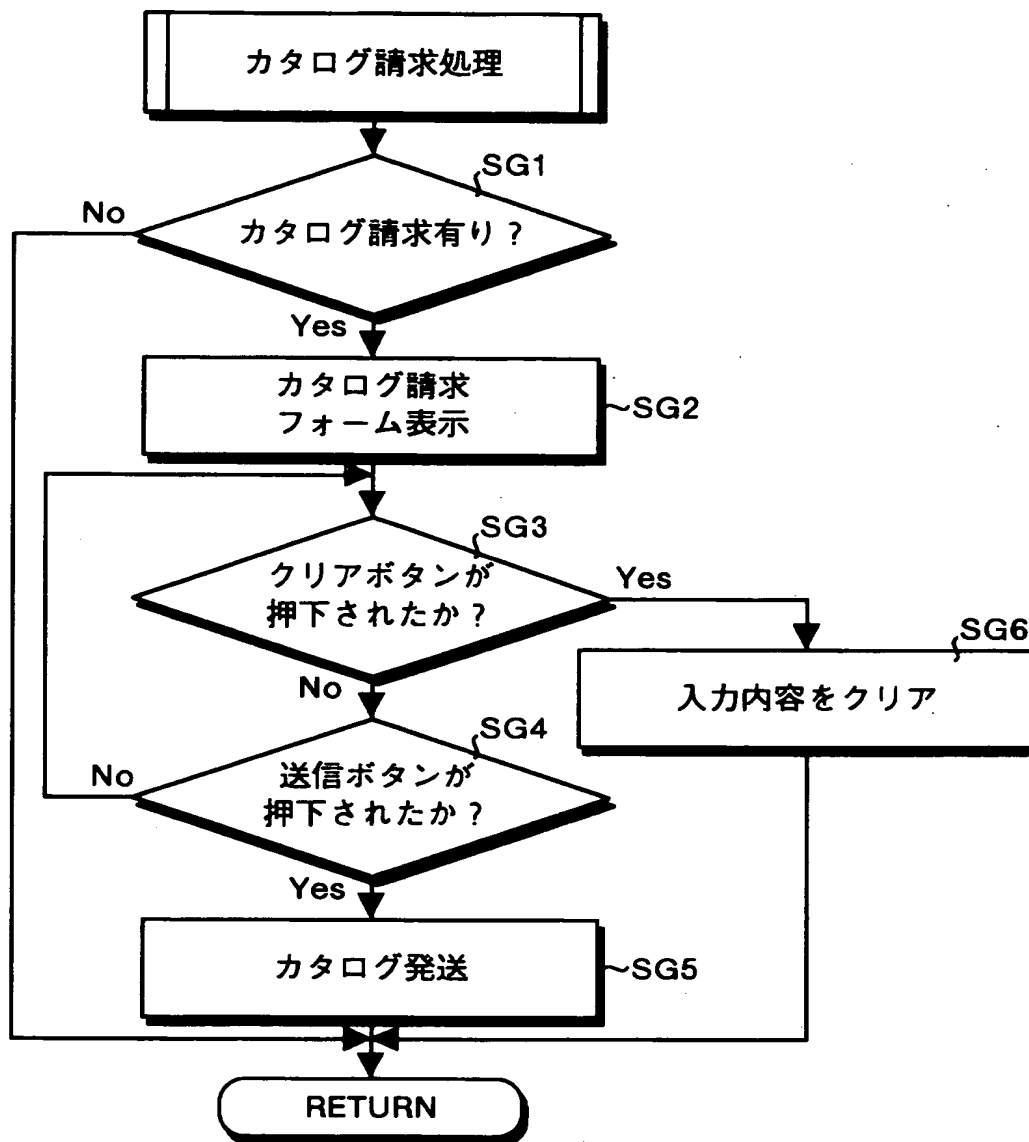 カタログ請求処理
SG1
No
カタログ請求有り?
Yes
カタログ請求
フォーム表示
SG2
SG3
クリアボタンが
押下されたか?
Yes
SG6
No
入力内容をクリア
SG4
No
送信ボタンが
押下されたか?
Yes
カタログ発送
SG5
RETURN